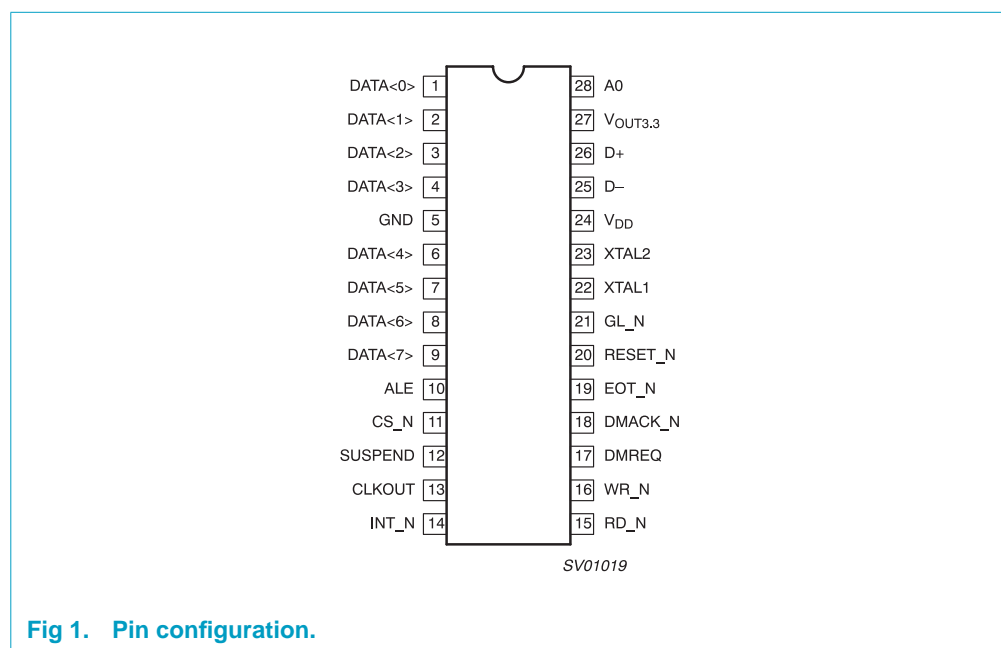 DATA<0> 1 28 A0
DATA<1> 2 27 VOUT3.3
DATA<2> 3 26 D+
DATA<3> 4 25 D–
GND 5 24 VDD
DATA<4> 6 23 XTAL2
DATA<5> 7 22 XTAL1
DATA<6> 8 21 GL_N
DATA<7> 9 20 RESET_N
ALE 10 19 EOT_N
CS_N 11 18 DMACK_N
SUSPEND 12 17 DMREQ
CLKOUT 13 16 WR_N
INT_N 14 15 RD_N
SV01019
Fig 1. Pin configuration.